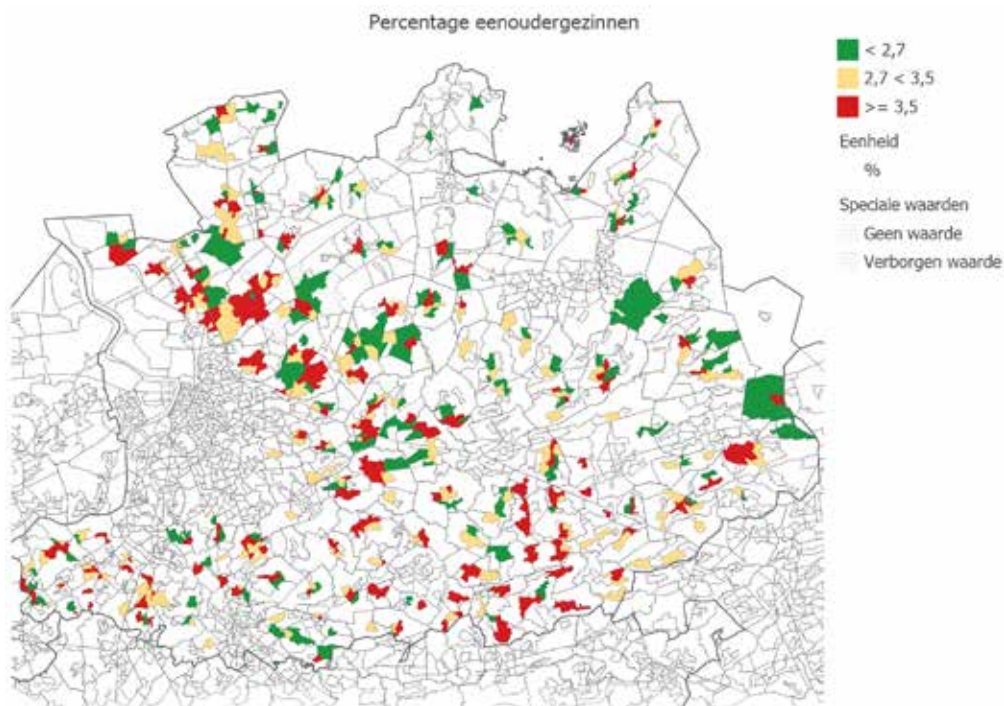 Percentage eenoudergezinnen
< 2,7
2,7 < 3,5
>= 3,5
Eenheid
%
Speciale waarden
Geen waarde
Verborgen waarde